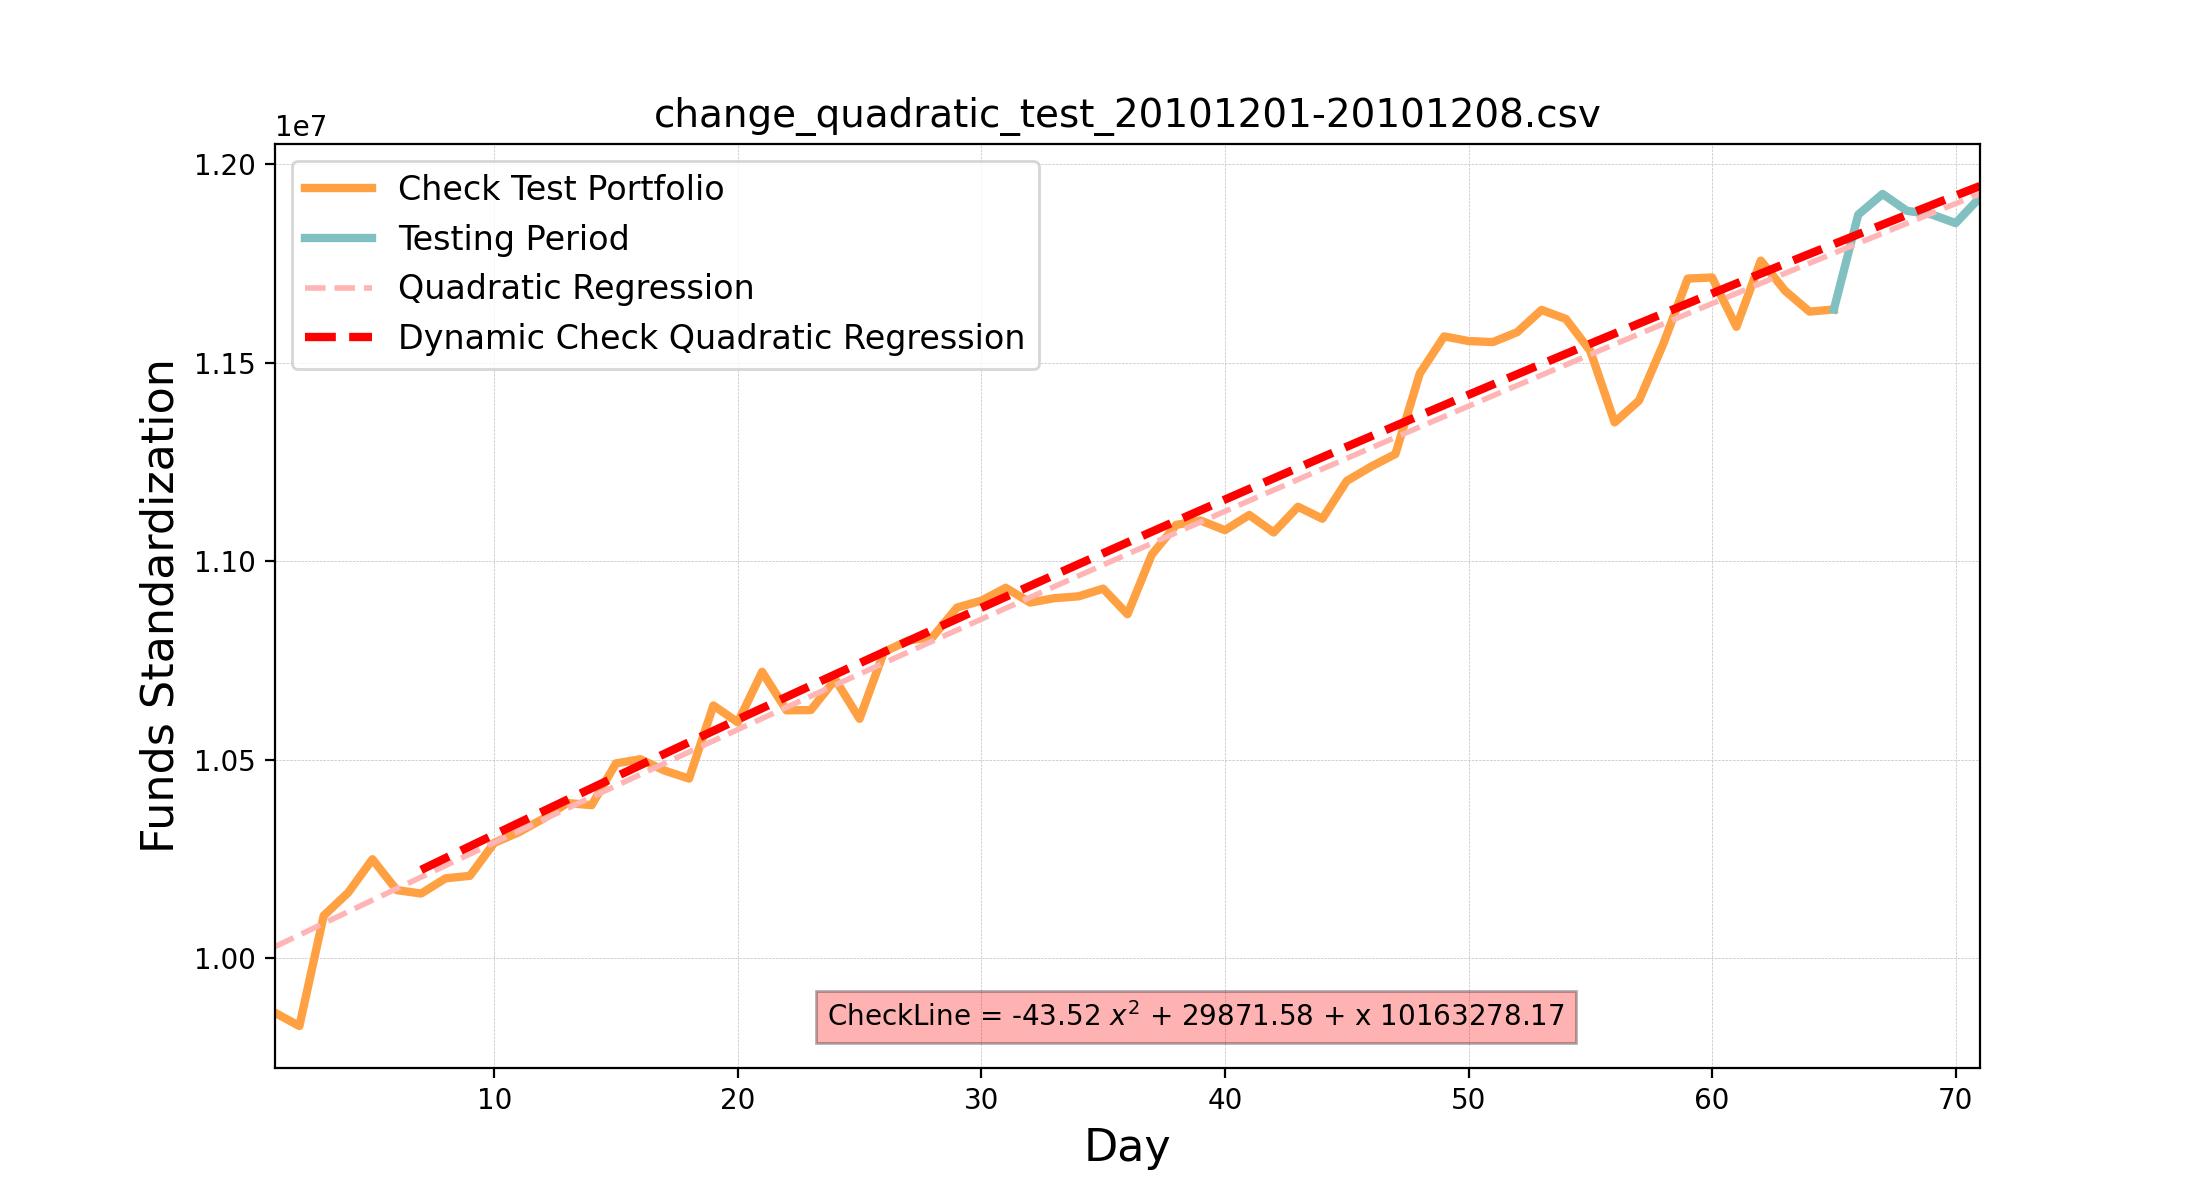 change_quadratic_test_20101201-20101208.csv
1e7
1.20
1.15
1.10
1.05
1.00
Funds Standardization
Check Test Portfolio
Testing Period
Quadratic Regression
Dynamic Check Quadratic Regression
CheckLine = -43.52 x² + 29871.58 + x 10163278.17
10 20 30 40 50 60 70
Day